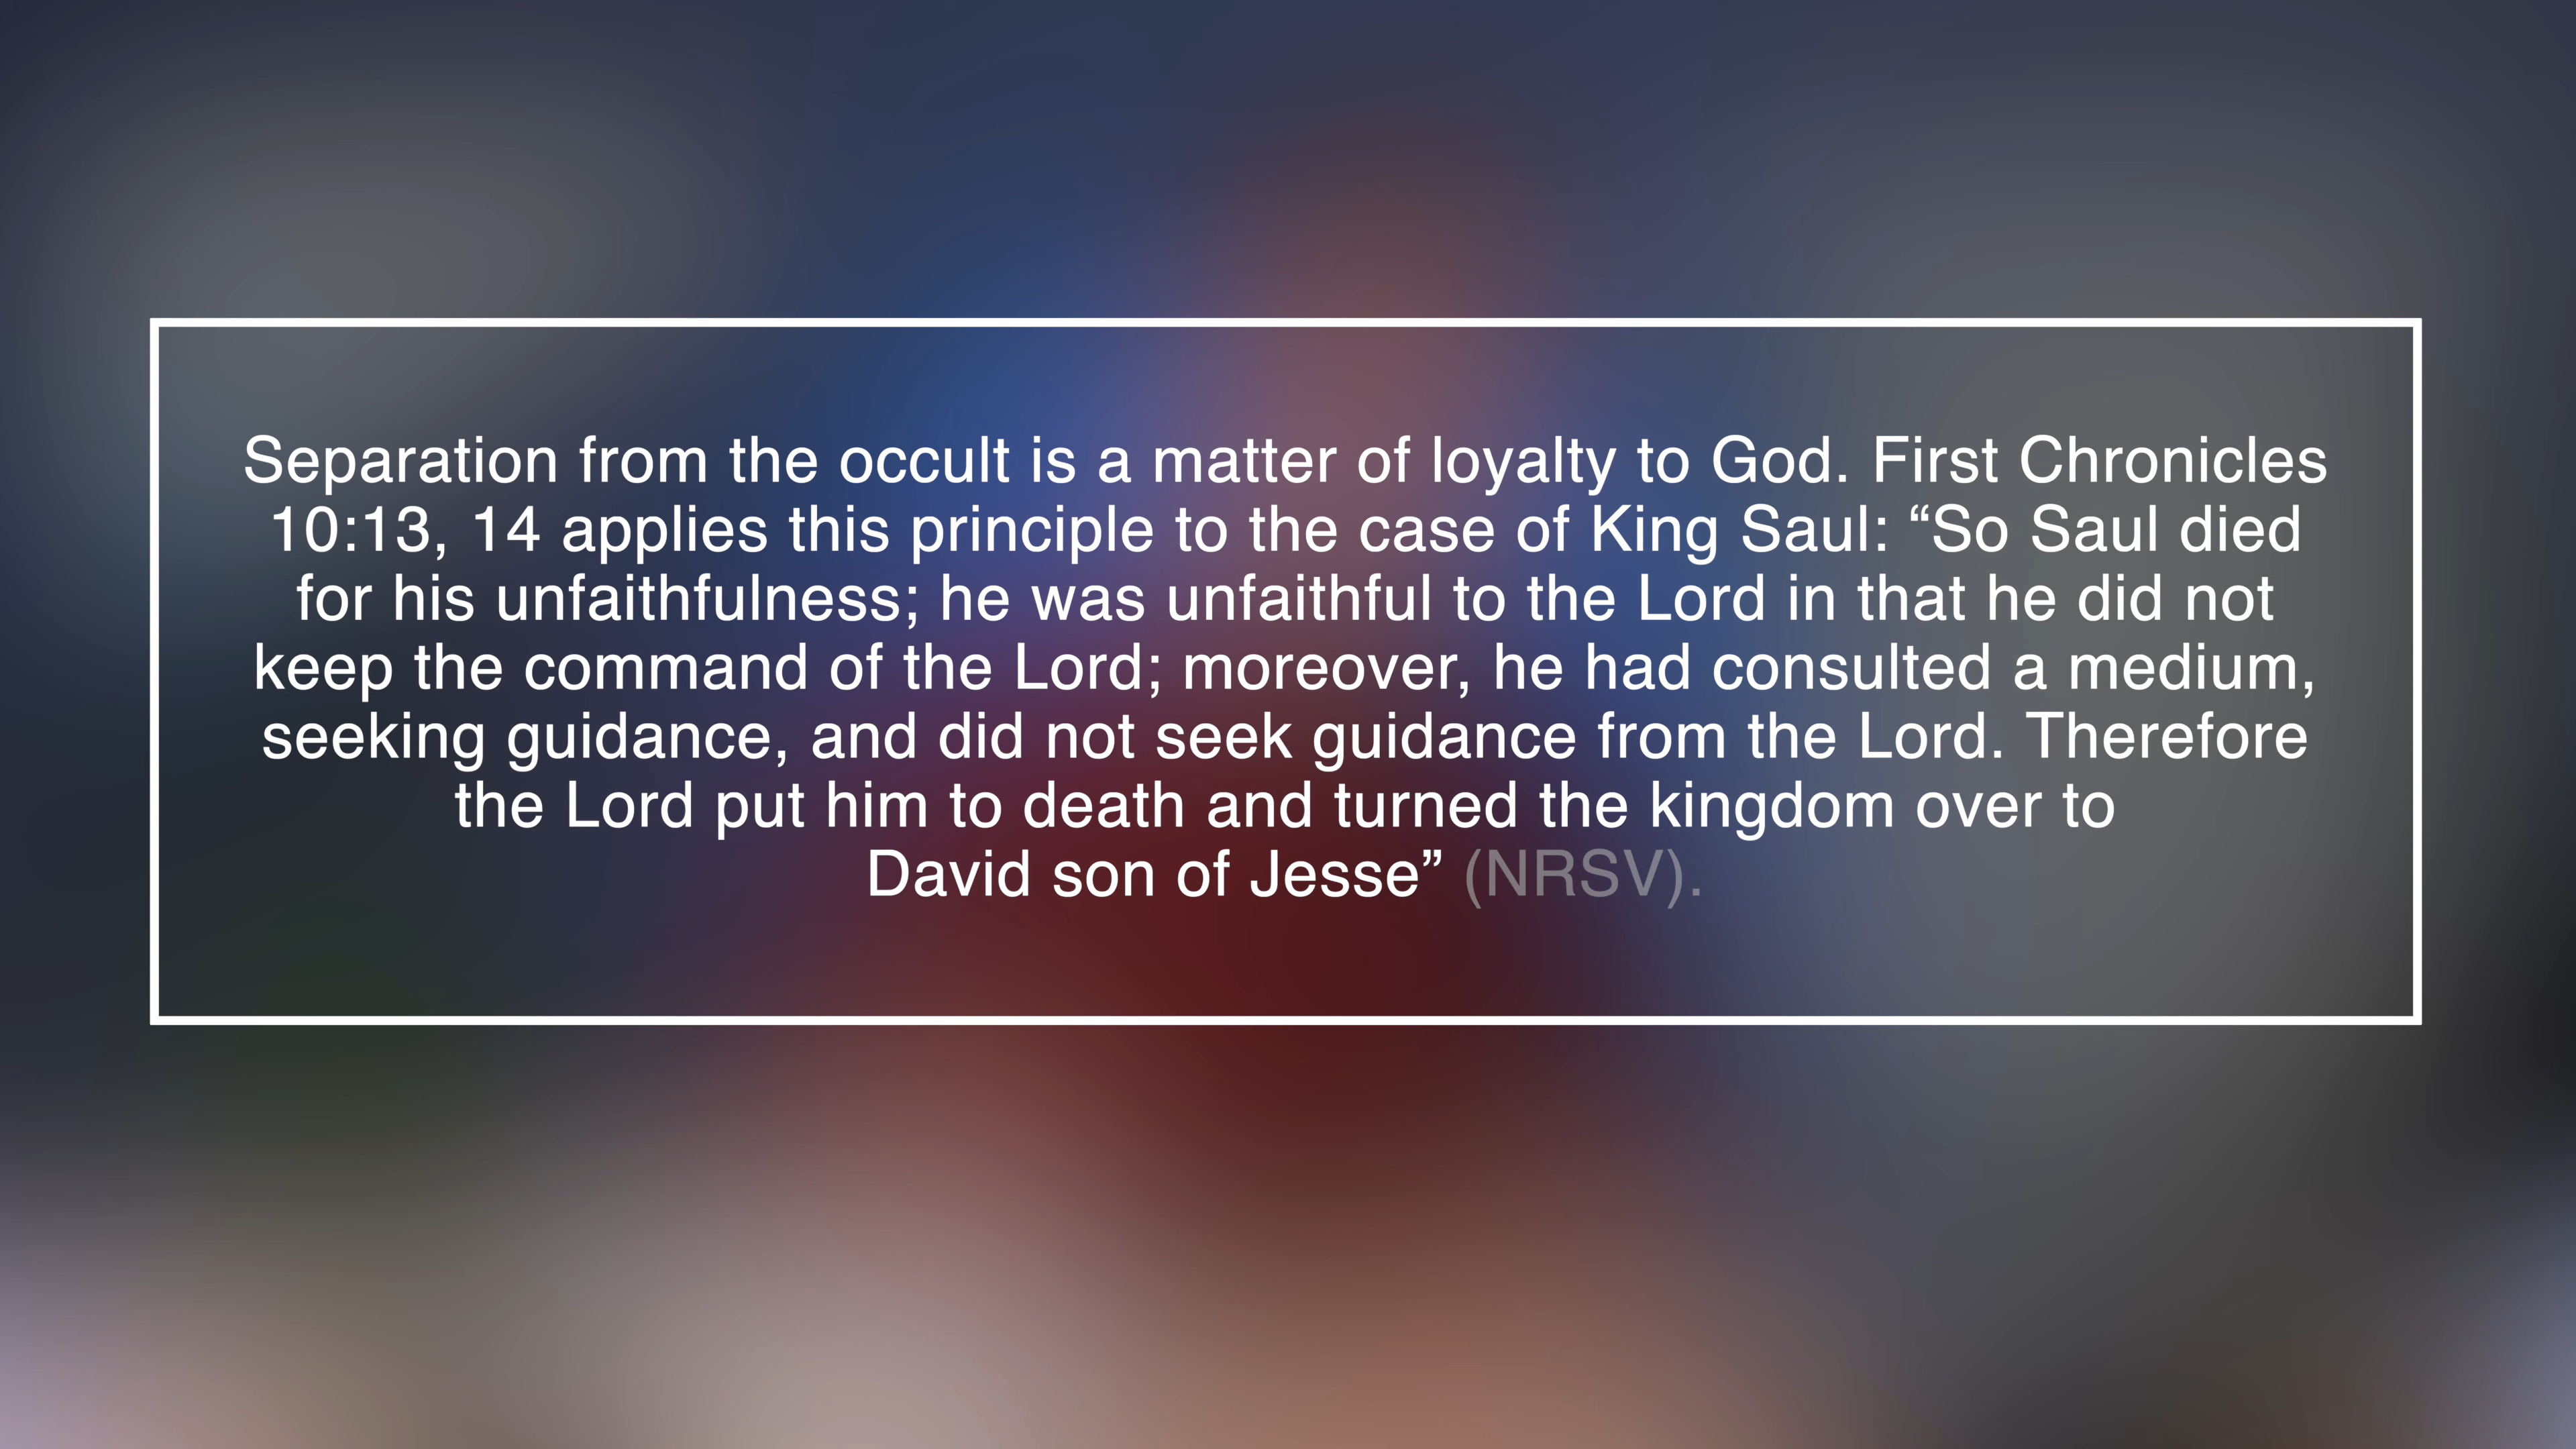 Separation from the occult is a matter of loyalty to God. First Chronicles
10:13, 14 applies this principle to the case of King Saul: “So Saul died
for his unfaithfulness; he was unfaithful to the Lord in that he did not
keep the command of the Lord; moreover, he had consulted a medium,
seeking guidance, and did not seek guidance from the Lord. Therefore
the Lord put him to death and turned the kingdom over to
David son of Jesse” (NRSV).